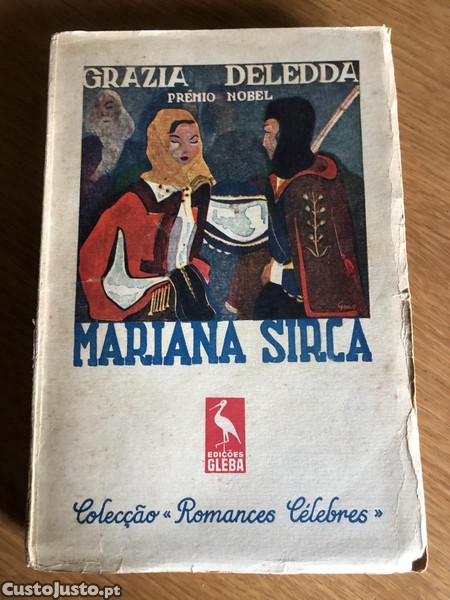 GRAZIA DELEDDA
PRÉMIO NOBEL
MARIANA SIRCA
EDIÇÕES
GLEBA
Colecção «Romances Célebres»
CustoJusto.pt